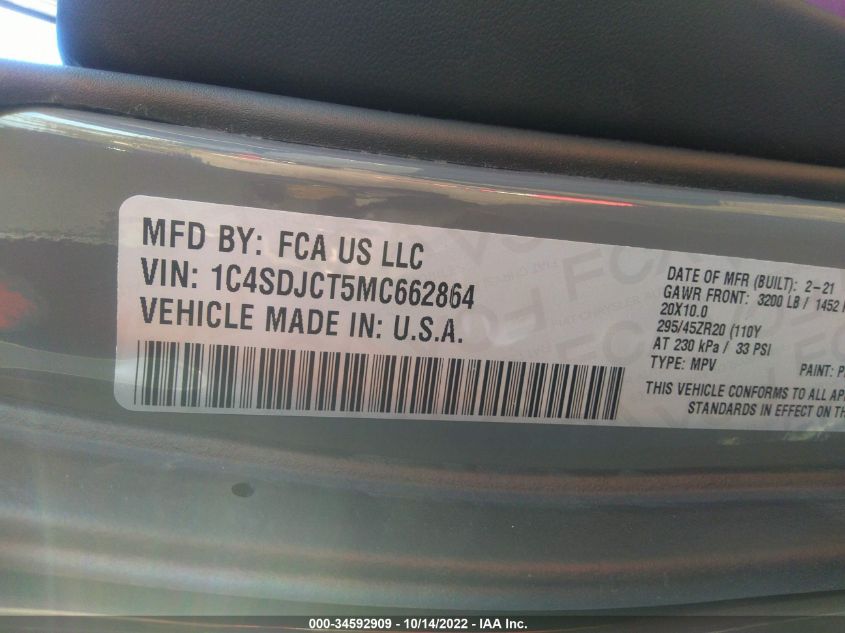 MFD BY: FCA US LLC
VIN: 1C4SDJCT5MC662864
VEHICLE MADE IN: U.S.A.
DATE OF MFR (BUILT): 2-21
GAWR FRONT: 3200 LB / 1452
20X10.0
295/45ZR20 (110Y
AT 230 kPa / 33 PSI
TYPE: MPV
PAINT:
THIS VEHICLE CONFORMS TO ALL
STANDARDS IN EFFECT ON
000-34592909 - 10/14/2022 - IAA Inc.